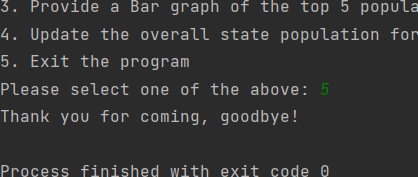 3. Provide a Bar graph of the top 5 popula
4. Update the overall state population for
5. Exit the program
Please select one of the above: 5
Thank you for coming, goodbye!
Process finished with exit code 0